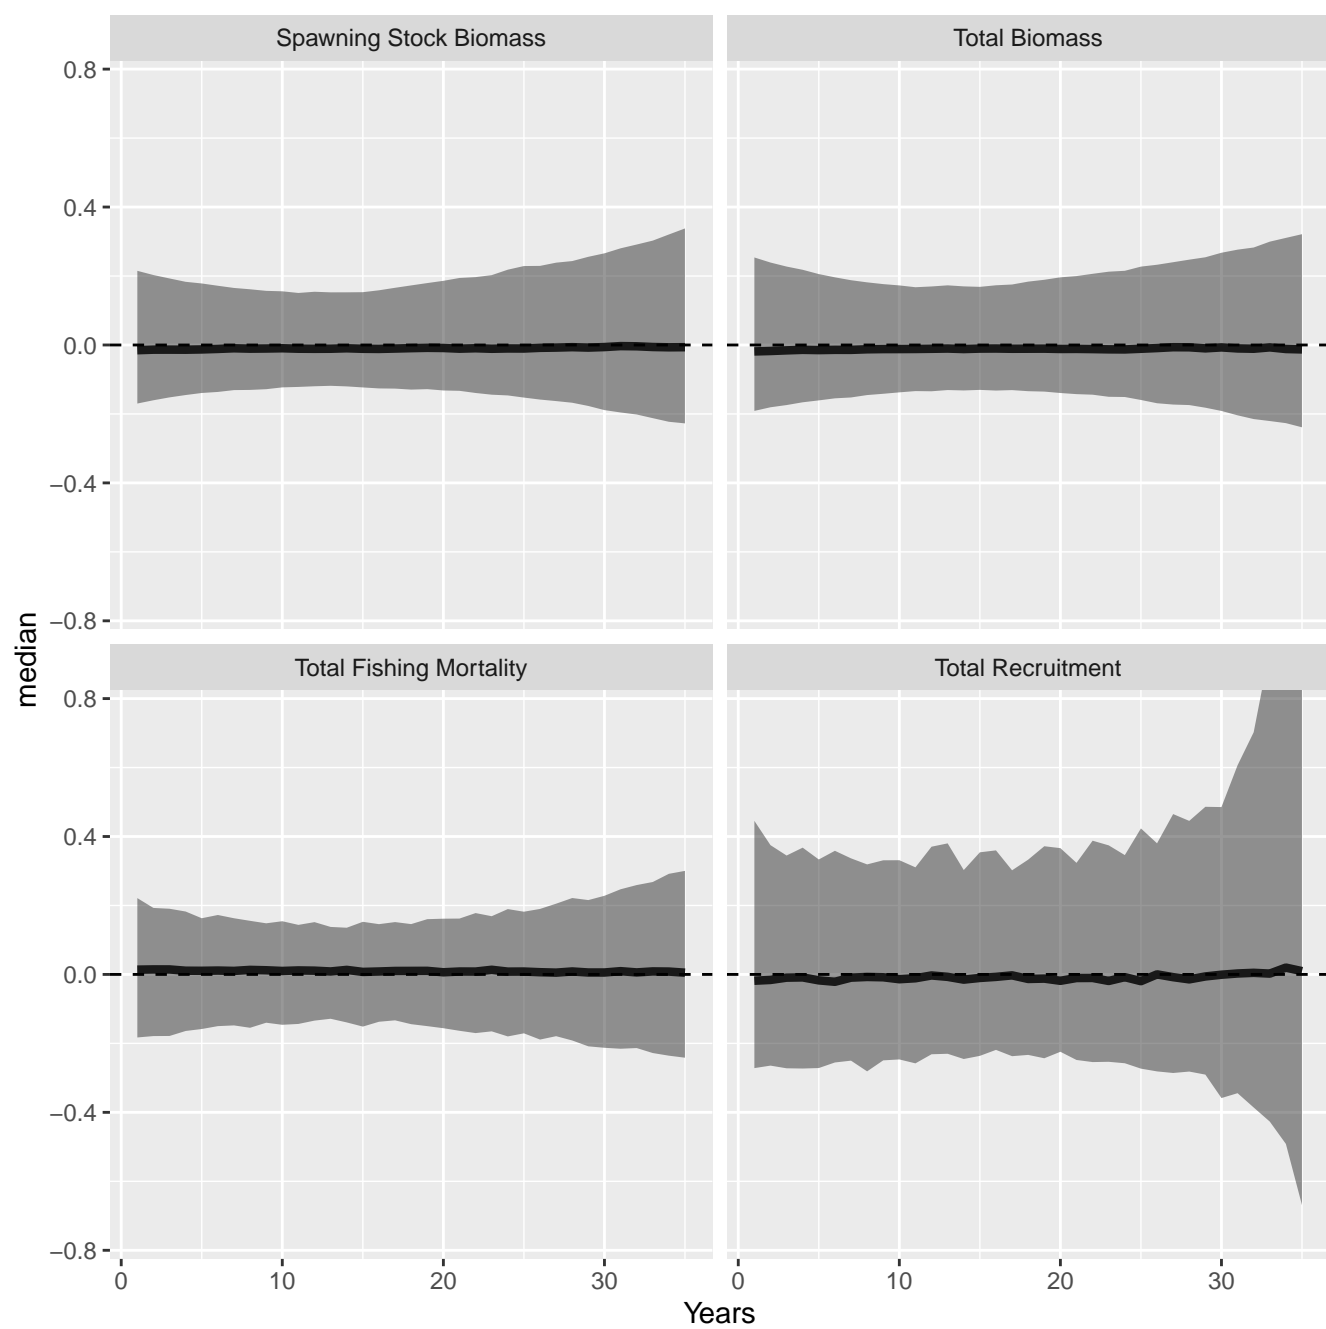 Spawning Stock Biomass
Total Biomass
0.8
0.4
0.0
−0.4
−0.8
median
Total Fishing Mortality
Total Recruitment
0.8
0.4
0.0
−0.4
−0.8
0 10 20 30
0 10 20 30
Years